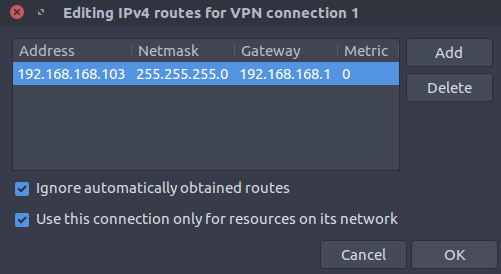 Editing IPv4 routes for VPN connection 1
Address Netmask Gateway Metric
192.168.168.103 255.255.255.0 192.168.168.1 0
Add
Delete
Ignore automatically obtained routes
Use this connection only for resources on its network
Cancel OK